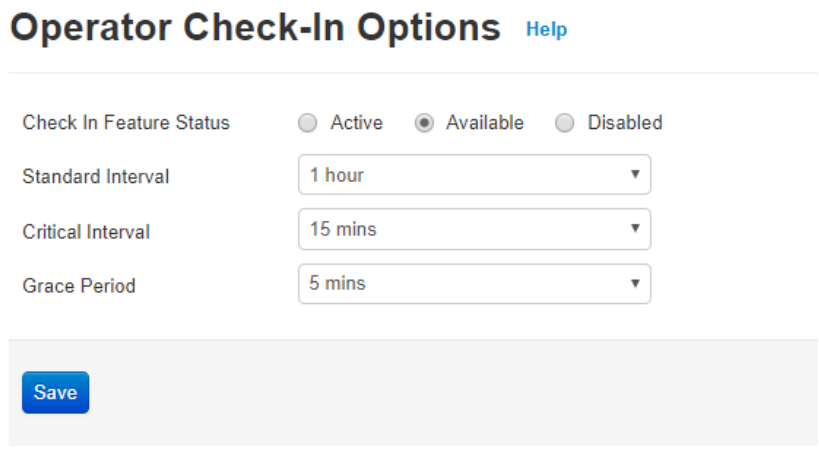 Operator Check-In Options Help
Check In Feature Status Active Available Disabled
Standard Interval 1 hour
Critical Interval 15 mins
Grace Period 5 mins
Save